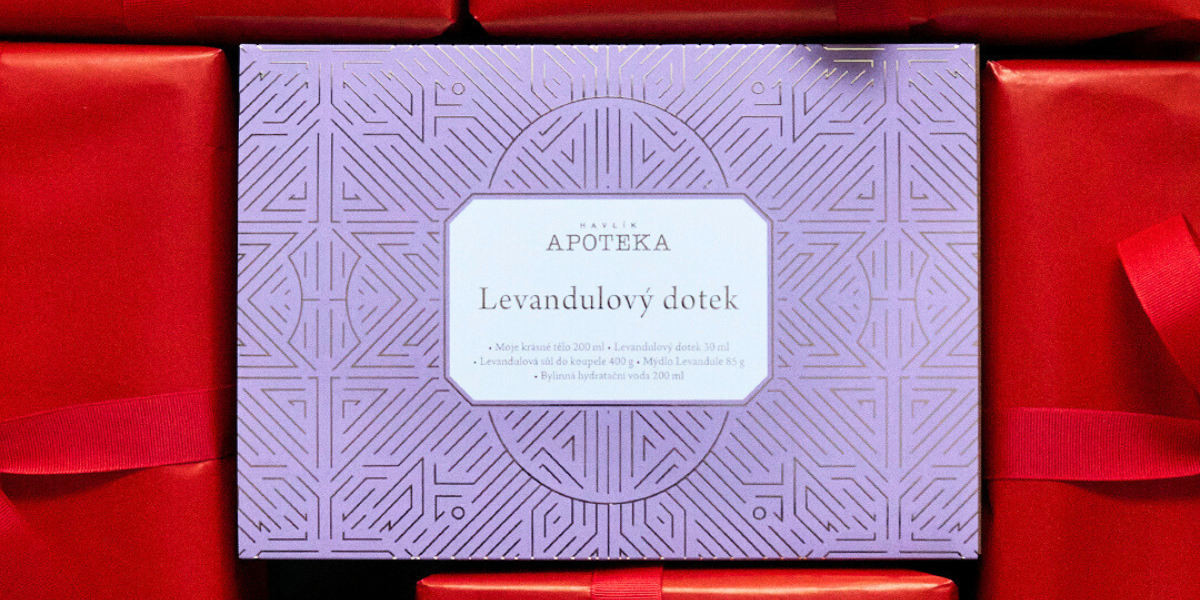 HAVLÍK
APOTEKA
Levandulový dotek
• Moje krásné tělo 200 ml • Levandulový dotek 30 ml
• Levandulová sůl do koupele 400 g • Mýdlo Levandule 85 g
• Bylinná hydratační voda 200 ml